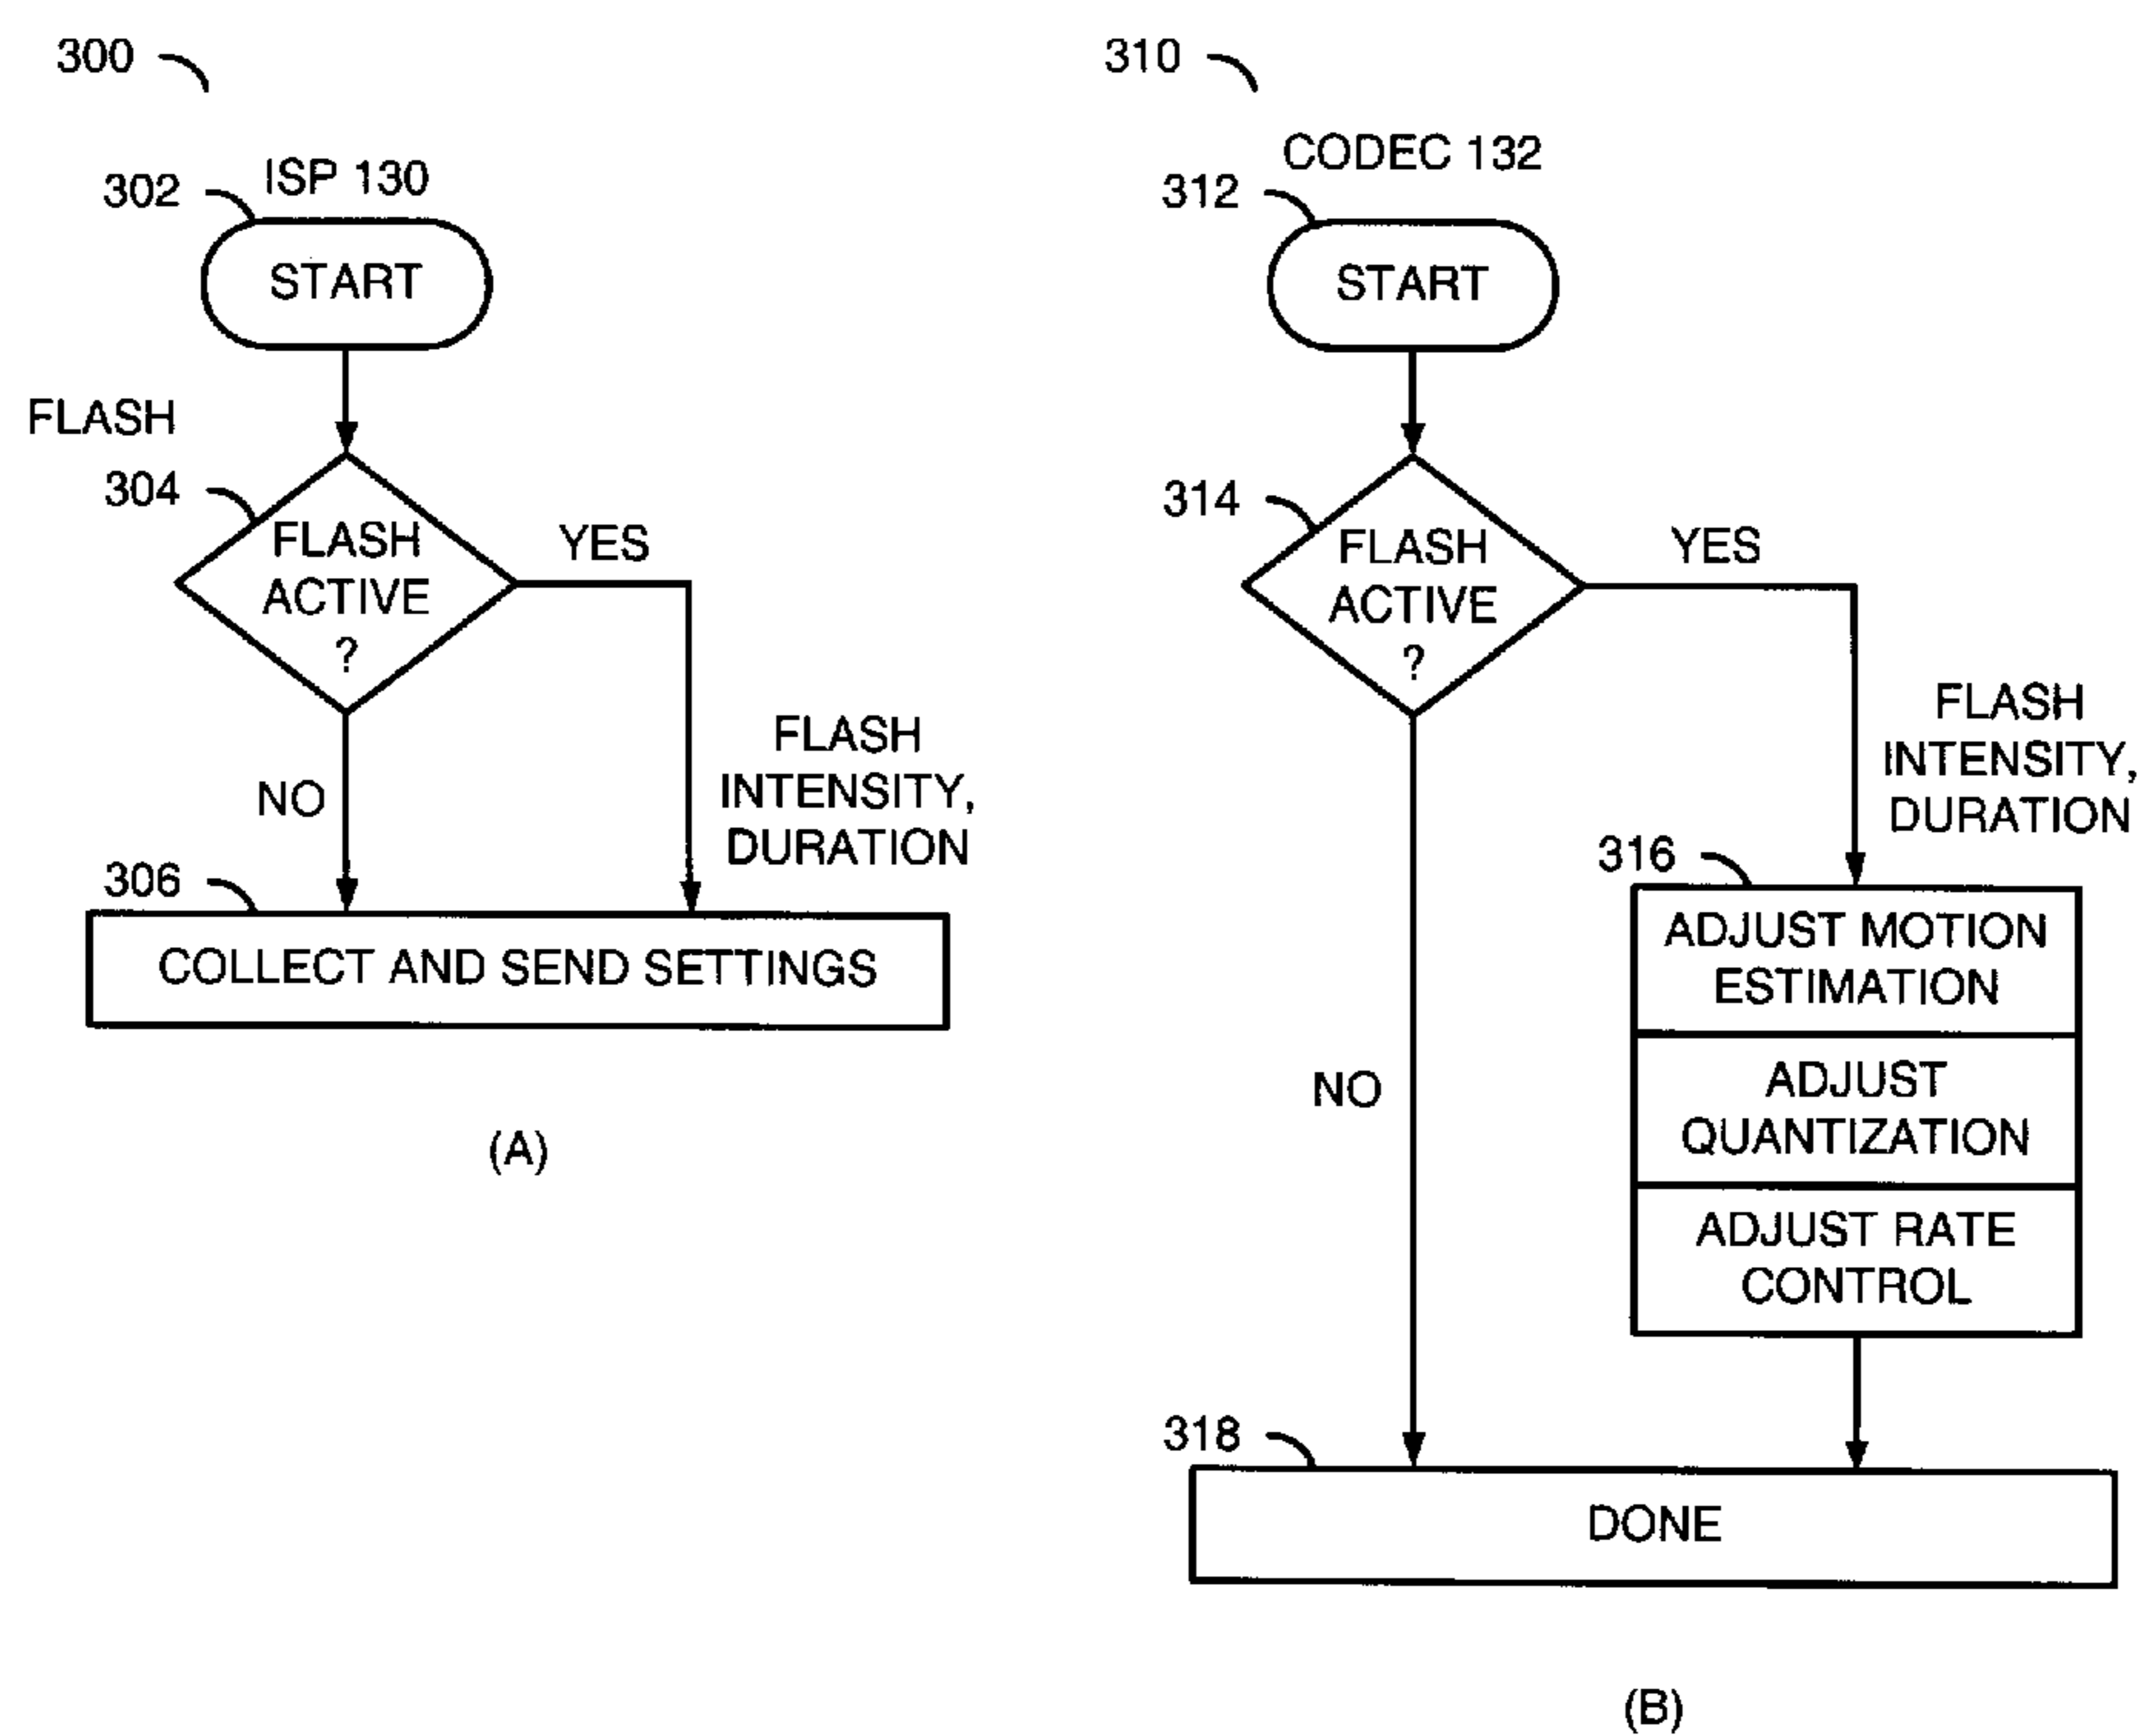 300
ISP 130
302
START
FLASH
304
FLASH
ACTIVE
?
YES
NO
FLASH
INTENSITY,
DURATION
306
COLLECT AND SEND SETTINGS
(A)
310
CODEC 132
312
START
314
FLASH
ACTIVE
?
YES
FLASH
INTENSITY,
DURATION
316
ADJUST MOTION
ESTIMATION
ADJUST
QUANTIZATION
ADJUST RATE
CONTROL
NO
318
DONE
(B)